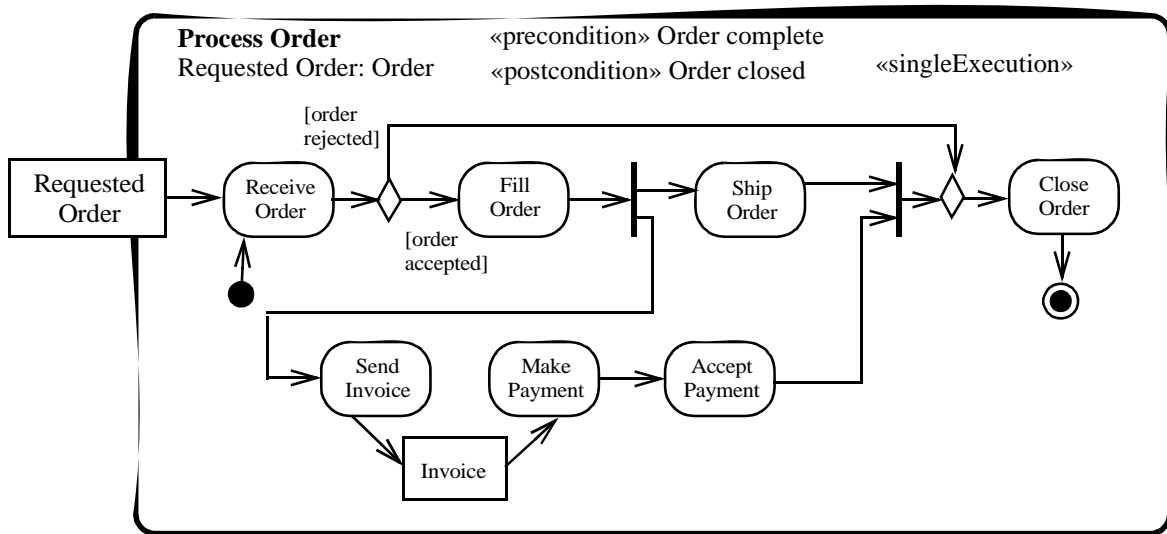 Process Order
«precondition» Order complete
Requested Order: Order
«postcondition» Order closed
«singleExecution»
[order
rejected]
Requested
Order
Receive
Order
Fill
Order
Ship
Order
Close
Order
[order
accepted]
Send
Invoice
Make
Payment
Accept
Payment
Invoice